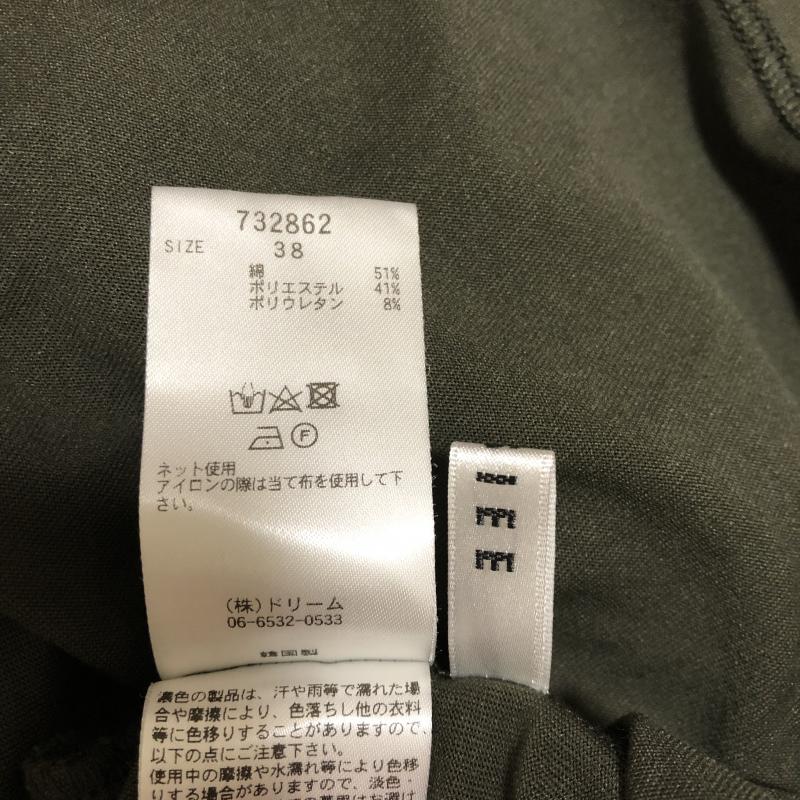 732862
SIZE 38
綿 51%
ポリエステル 41%
ポリウレタン 8%
F
ネット使用
アイロンの際は当て布を使用して下
さい。
(株)ドリーム
06-6532-0533
韓国製
濃色の製品は、汗や雨等で濡れた場
合や摩擦により、色落ちし他の衣料
等に色移りすることがありますので、
以下の点にご注意下さい。
使用中の摩擦や水濡れ等により色移
りする場合がありますので、淡色・